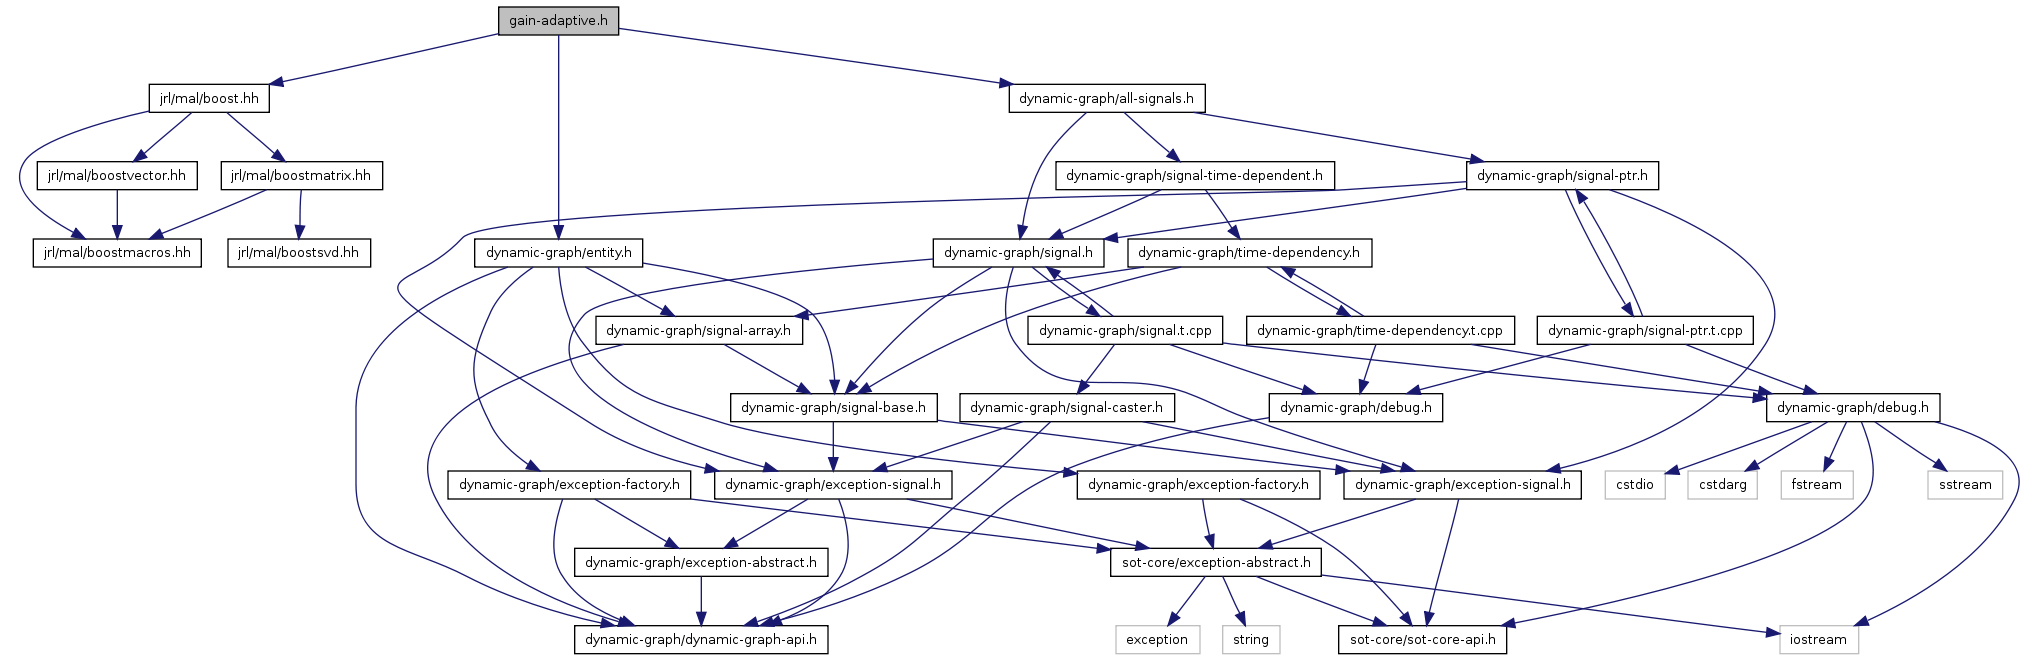 gain-adaptive.h
jrl/mal/boost.hh
dynamic-graph/all-signals.h
jrl/mal/boostvector.hh
jrl/mal/boostmatrix.hh
dynamic-graph/signal-time-dependent.h
dynamic-graph/signal-ptr.h
jrl/mal/boostmacros.hh
jrl/mal/boostsvd.hh
dynamic-graph/entity.h
dynamic-graph/signal.h
dynamic-graph/time-dependency.h
dynamic-graph/signal-array.h
dynamic-graph/signal.t.cpp
dynamic-graph/time-dependency.t.cpp
dynamic-graph/signal-ptr.t.cpp
dynamic-graph/signal-base.h
dynamic-graph/signal-caster.h
dynamic-graph/debug.h
dynamic-graph/debug.h
dynamic-graph/exception-factory.h
dynamic-graph/exception-signal.h
dynamic-graph/exception-factory.h
dynamic-graph/exception-signal.h
cstdio
cstdarg
fstream
sstream
dynamic-graph/exception-abstract.h
sot-core/exception-abstract.h
dynamic-graph/dynamic-graph-api.h
exception
string
sot-core/sot-core-api.h
iostream